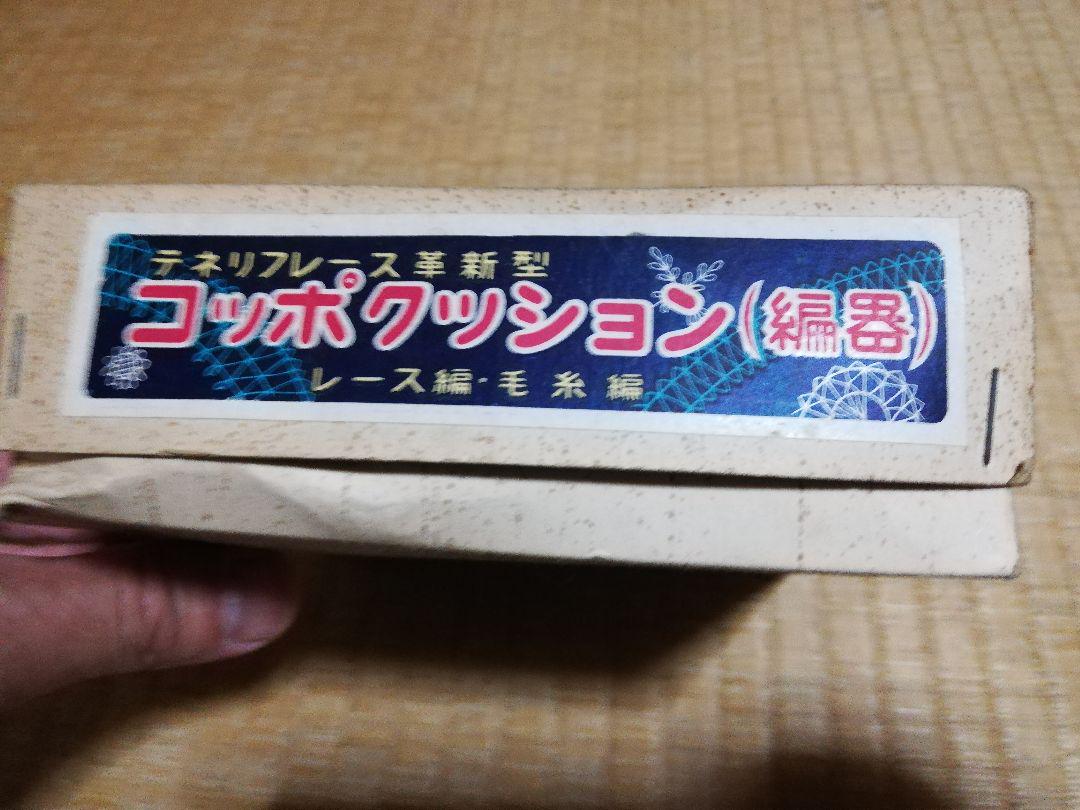 テネリフレース革新型
コッポクッション(編器)
レース編・毛糸編